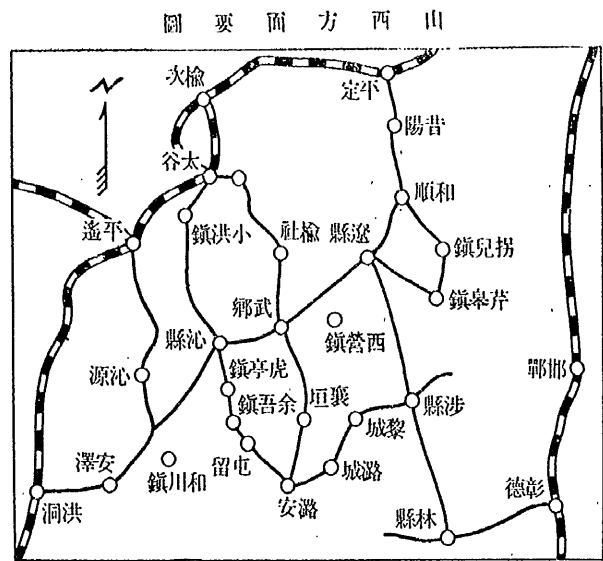 山西方面要圖
平定
榆次
昔陽
太谷
和順
小洪鎮
榆社
遼縣
拐兒鎮
平遙
芹皋鎮
武鄉
沁縣
西營鎮
虎亭鎮
邯鄲
沁源
余吾鎮
襄垣
涉縣
黎城
屯留
潞城
安澤
和川鎮
潞安
洪洞
彰德
林縣